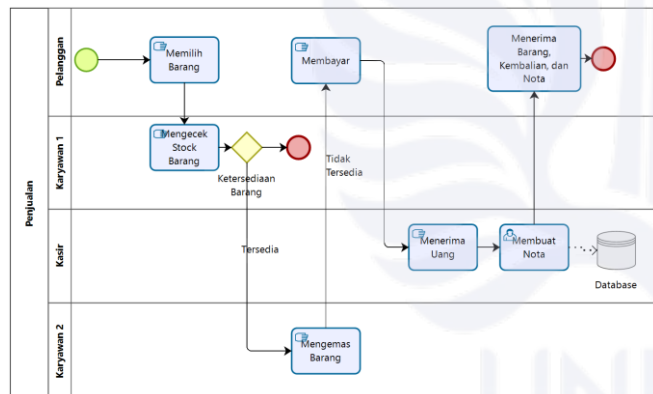 Penjualan
Pelanggan
Memilih
Barang
Membayar
Menerima
Barang,
Kembalian, dan
Nota
Karyawan 1
Mengecek
Stock
Barang
Ketersediaan
Barang
Tidak
Tersedia
Kasir
Tersedia
Menerima
Uang
Membuat
Nota
Database
Karyawan 2
Mengemas
Barang